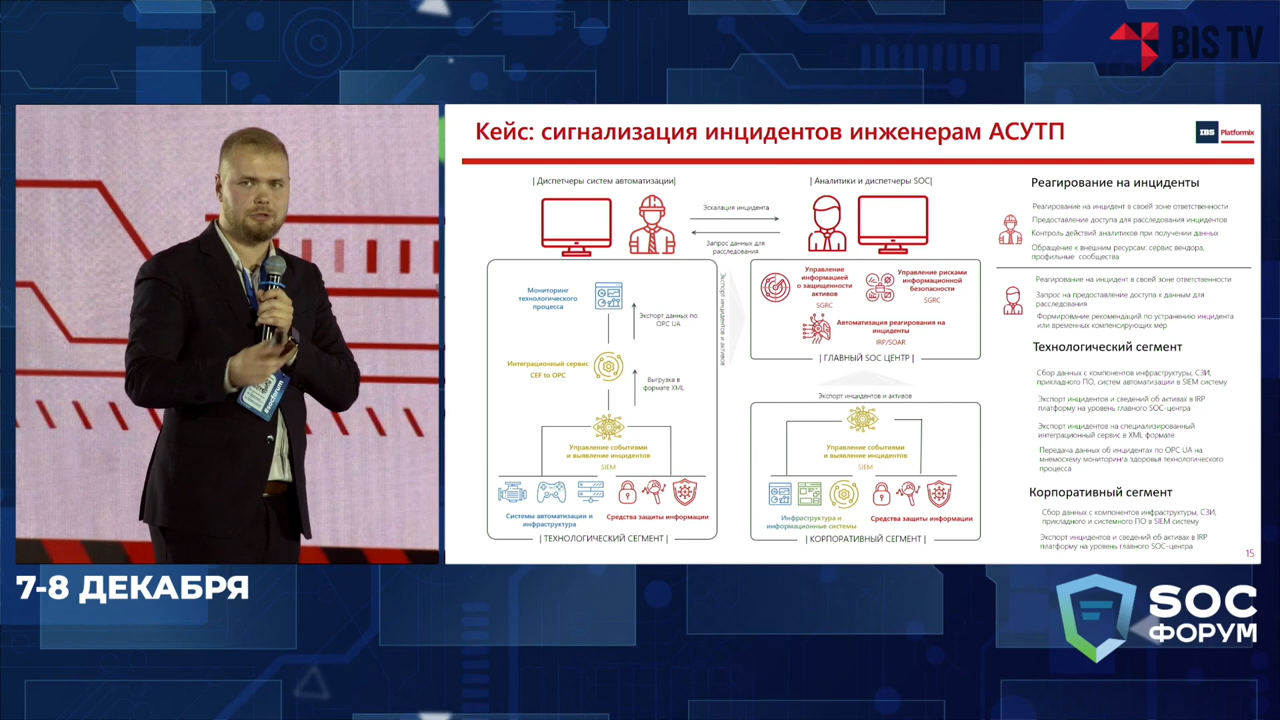 BIS TV
Кейс: сигнализация инцидентов инженерам АСУТП
IBS Platformix
| Диспетчеры систем автоматизации|
Эскалация инцидента
Запрос данных для
расследования
| Аналитики и диспетчеры SOC|
Мониторинг
технологического
процесса
Экспорт данных по
OPC UA
Интеграционный сервис
CEF to OPC
Выгрузка в
формате XML
Управление событиями
и выявление инцидентов
SIEM
Системы автоматизации и
инфраструктура
Средства защиты информации
| ТЕХНОЛОГИЧЕСКИЙ СЕГМЕНТ |
Экспорт инцидентов и активов
Управление
информацией
о защищенности
активов
SGRC
Управление рисками
информационной
безопасности
SGRC
Автоматизация реагирования на
инциденты
IRP/SOAR
| ГЛАВНЫЙ SOC ЦЕНТР |
Экспорт инцидентов и активов
Управление событиями
и выявление инцидентов
SIEM
Инфраструктура и
информационные системы
Средства защиты информации
| КОРПОРАТИВНЫЙ СЕГМЕНТ |
Реагирование на инциденты
Реагирование на инцидент в своей зоне ответственности
Предоставление доступа для расследования инцидентов
Контроль действий аналитиков при получении данных
Обращение к внешним ресурсам: сервис вендора,
профильные сообщества
Реагирование на инцидент в своей зоне ответственности
Запрос на предоставление доступа к данным для
расследования
Формирование рекомендаций по устранению инцидента
или временных компенсирующих мер
Технологический сегмент
Сбор данных с компонентов инфраструктуры, СЗИ,
прикладного ПО, систем автоматизации в SIEM систему
Экспорт инцидентов и сведений об активах в IRP
платформу на уровень главного SOC-центра
Экспорт инцидентов на специализированный
интеграционный сервис в XML формате
Передача данных об инцидентах по OPC UA на
мнемосхему мониторинга здоровья технологического
процесса
Корпоративный сегмент
Сбор данных с компонентов инфраструктуры, СЗИ,
прикладного и системного ПО в SIEM систему
Экспорт инцидентов и сведений об активах в IRP
платформу на уровень главного SOC-центра
15
#socforum
7-8 ДЕКАБРЯ
SOC
ФОРУМ